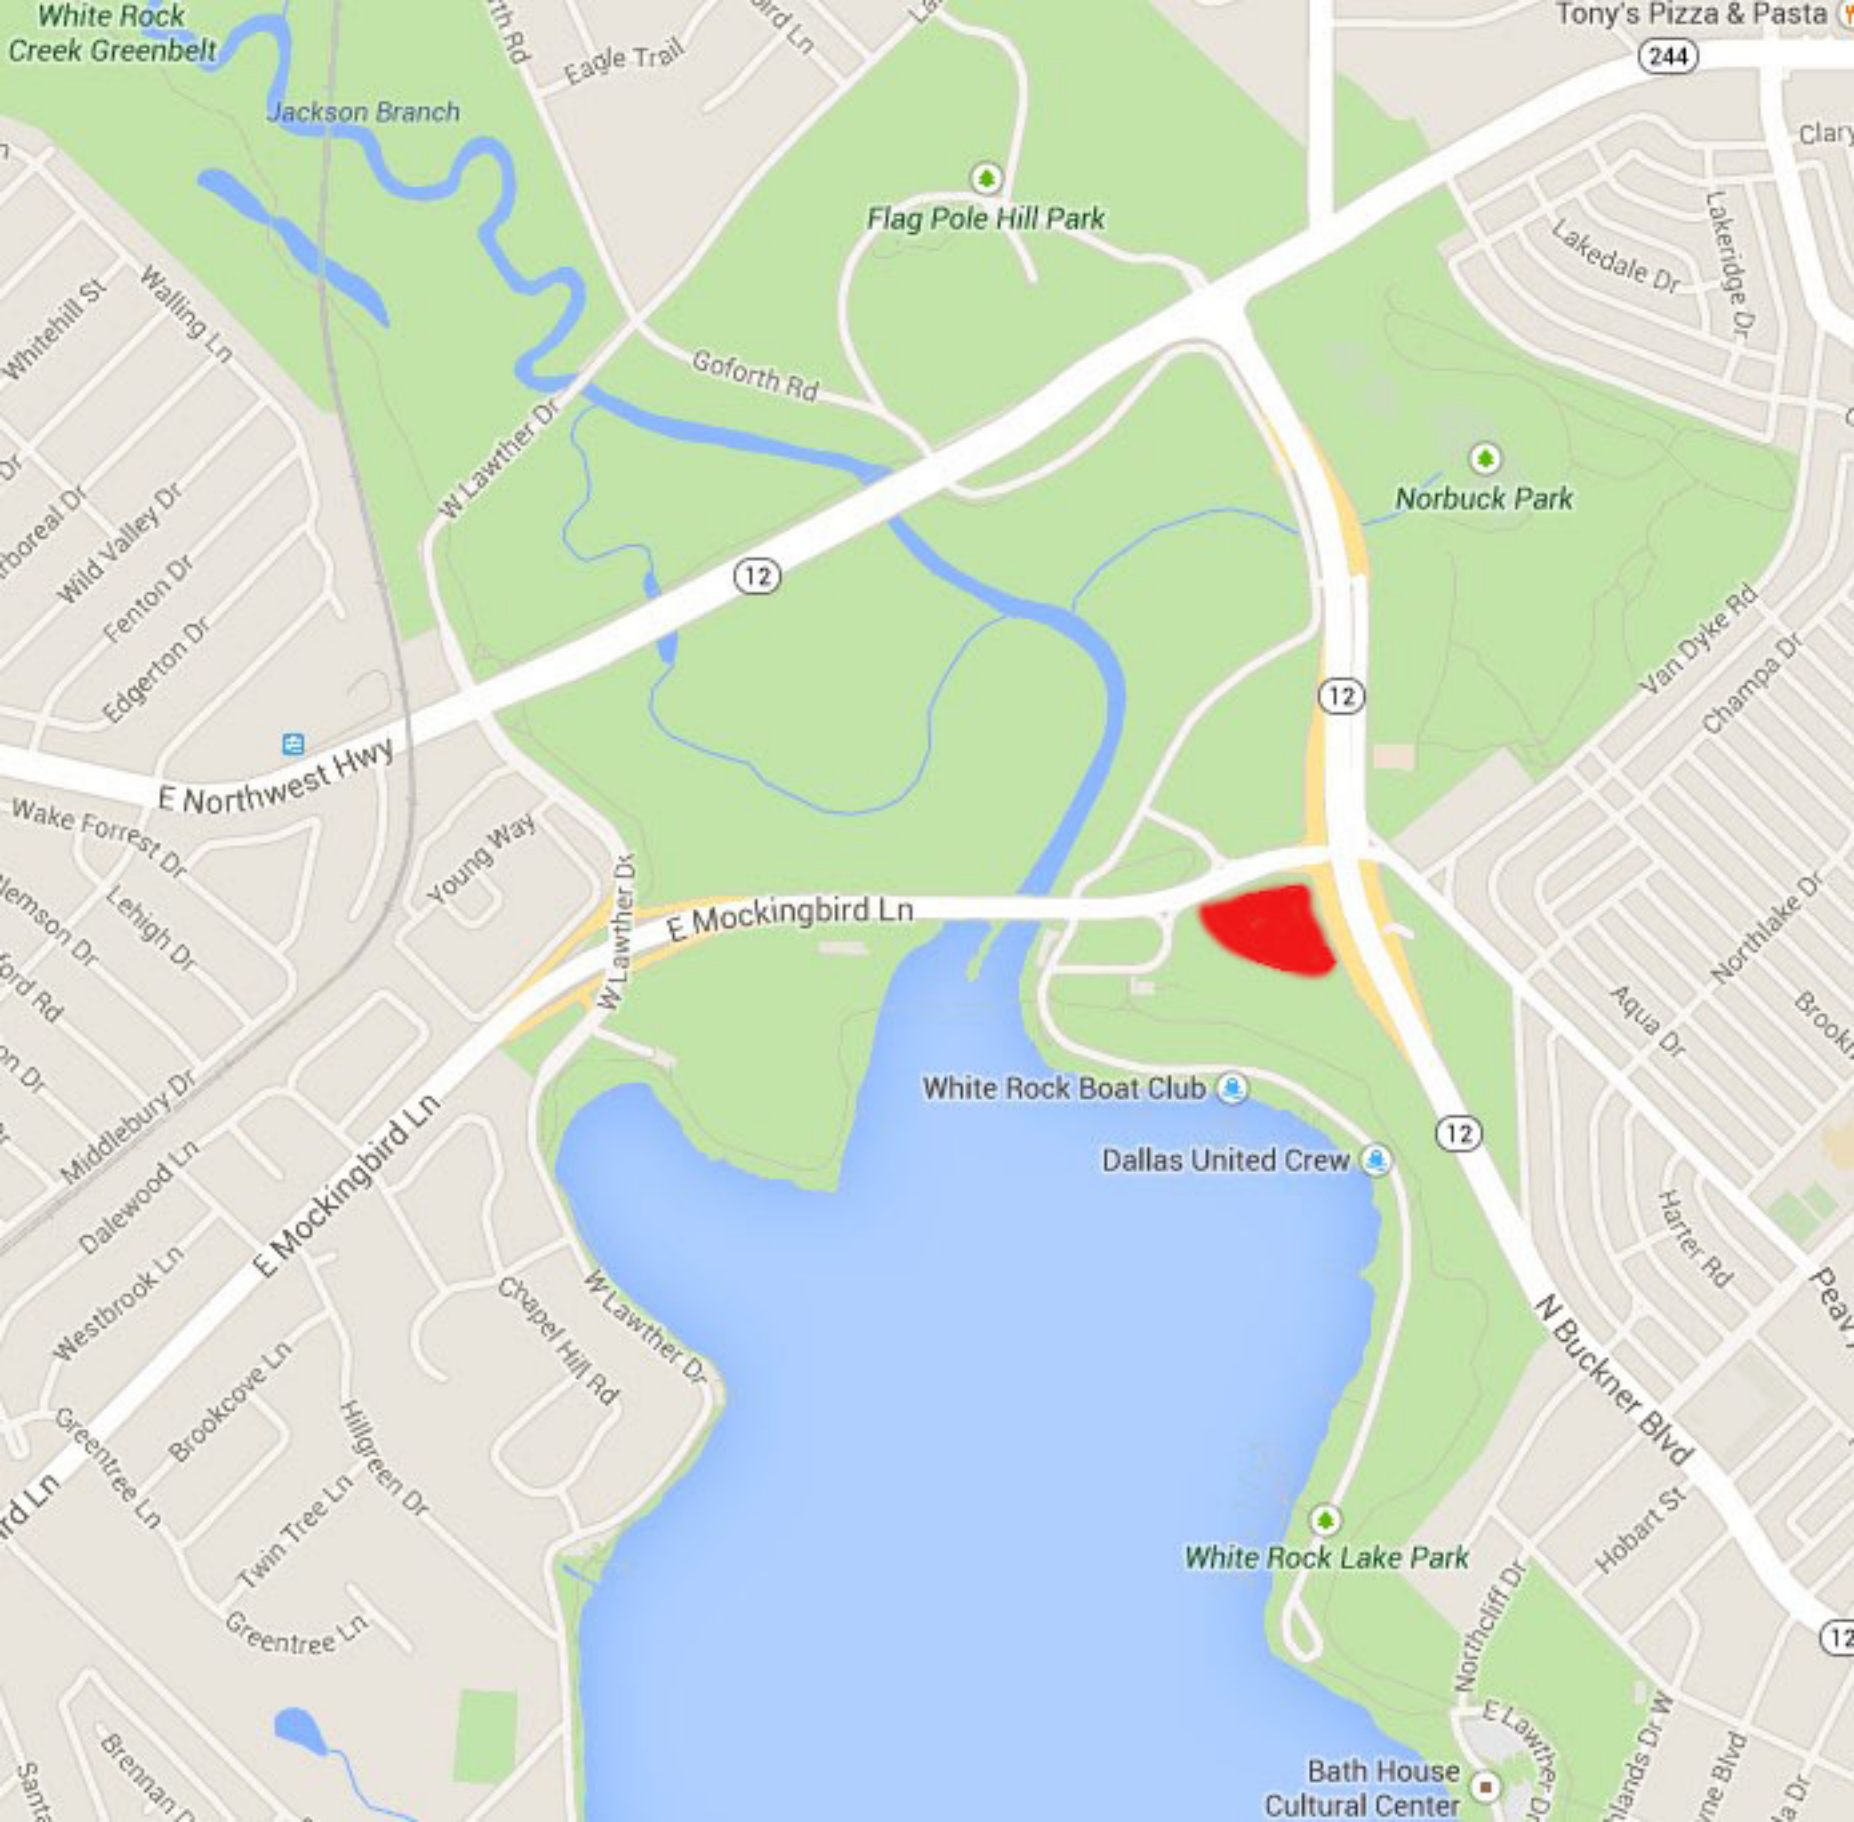 White Rock
Creek Greenbelt
Jackson Branch
Eagle Trail
Tony's Pizza & Pasta
244
Flag Pole Hill Park
Lakedale Dr
Lakeridge Dr
Whitehill St
Walling Ln
Goforth Rd
W Lawther Dr
Norbuck Park
Wild Valley Dr
Fenton Dr
Edgerton Dr
12
Van Dyke Rd
Champa Dr
12
E Northwest Hwy
Wake Forrest Dr
Young Way
Lehigh Dr
W Lawther Dr
E Mockingbird Ln
Northlake Dr
Aqua Dr
Middlebury Dr
White Rock Boat Club
Dallas United Crew
12
Dalewood Ln
E Mockingbird Ln
Westbrook Ln
Harter Rd
Chapel Hill Rd
W Lawther Dr
N Buckner Blvd
Brookcove Ln
Hillgreen Dr
Greentree Ln
Twin Tree Ln
Hobart St
White Rock Lake Park
Greentree Ln
Northcliff Dr
12
E Lawther Dr
Bath House
Cultural Center